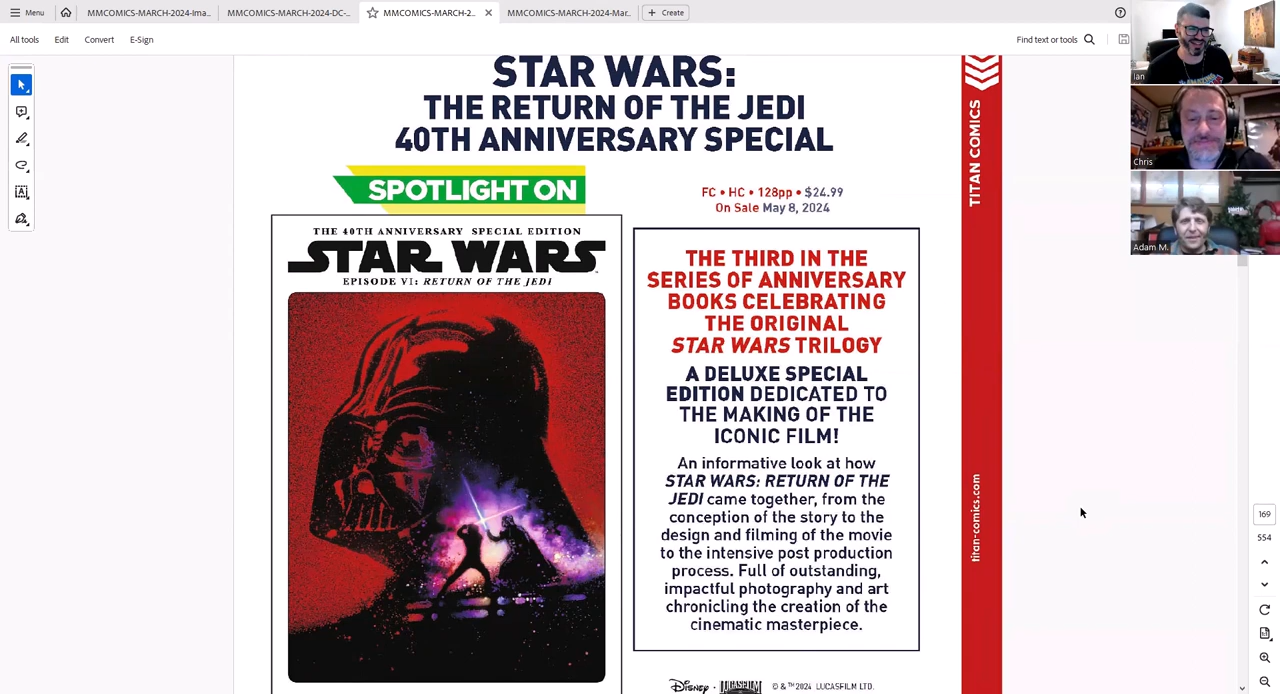 Menu
MMCOMICS-MARCH-2024-Ima...
MMCOMICS-MARCH-2024-DC-...
MMCOMICS-MARCH-2...
MMCOMICS-MARCH-2024-Mar...
+ Create
All tools
Edit
Convert
E-Sign
Find text or tools
STAR WARS:
THE RETURN OF THE JEDI
40TH ANNIVERSARY SPECIAL
SPOTLIGHT ON
FC • HC • 128pp • $24.99
On Sale May 8, 2024
THE 40TH ANNIVERSARY SPECIAL EDITION
STAR WARS
EPISODE VI: RETURN OF THE JEDI
THE THIRD IN THE
SERIES OF ANNIVERSARY
BOOKS CELEBRATING
THE ORIGINAL
STAR WARS TRILOGY
A DELUXE SPECIAL
EDITION DEDICATED TO
THE MAKING OF THE
ICONIC FILM!
An informative look at how
STAR WARS: RETURN OF THE
JEDI came together, from the
conception of the story to the
design and filming of the movie
to the intensive post production
process. Full of outstanding,
impactful photography and art
chronicling the creation of the
cinematic masterpiece.
Disney • LUCASFILM © & ™ 2024 LUCASFILM LTD.
TITAN COMICS
titan-comics.com
Ian
Chris
Adam M.
169
554